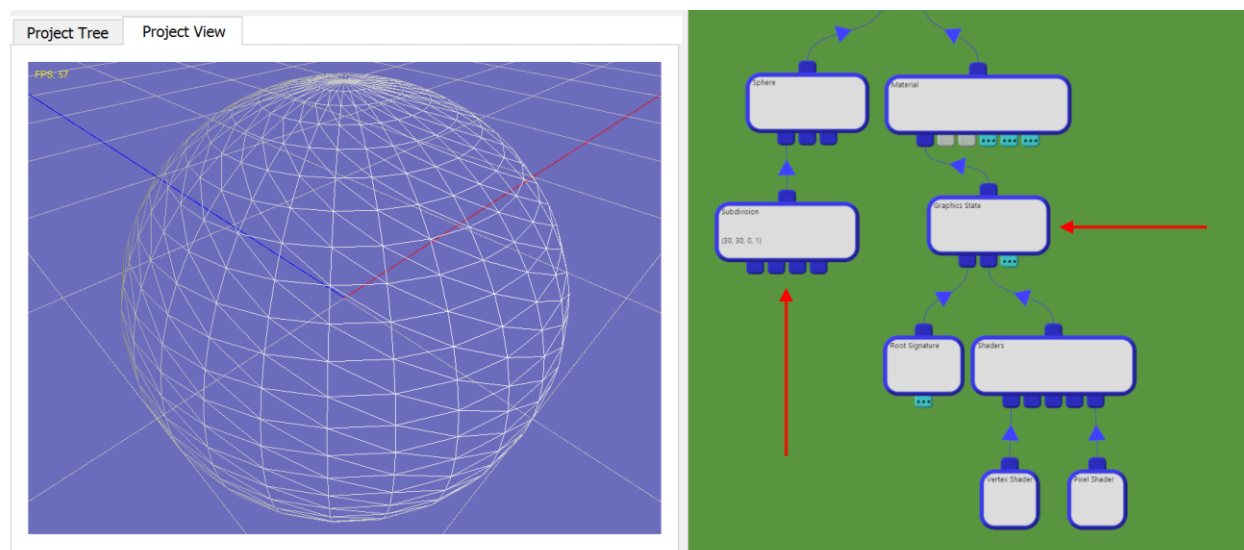 Project Tree
Project View
FPS: 57
Sphere
Material
Subdivision
(30, 30, 0, 1)
Graphics State
Root Signature
Shaders
Vertex Shader
Pixel Shader